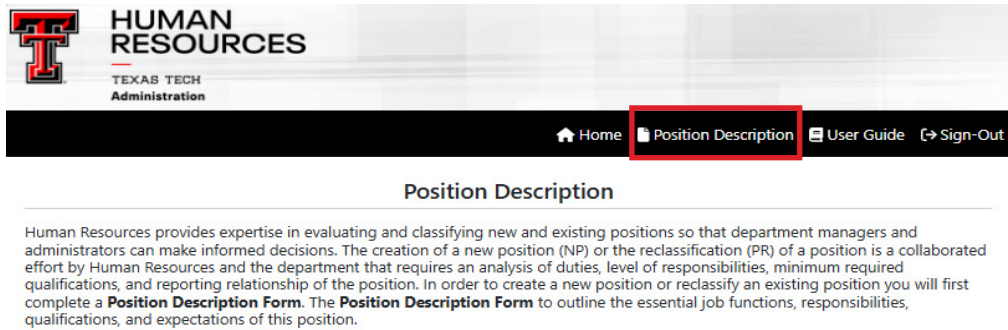 HUMAN
RESOURCES
TEXAS TECH
Administration
Home Position Description User Guide Sign-Out
Position Description
Human Resources provides expertise in evaluating and classifying new and existing positions so that department managers and
administrators can make informed decisions. The creation of a new position (NP) or the reclassification (PR) of a position is a collaborated
effort by Human Resources and the department that requires an analysis of duties, level of responsibilities, minimum required
qualifications, and reporting relationship of the position. In order to create a new position or reclassify an existing position you will first
complete a Position Description Form. The Position Description Form to outline the essential job functions, responsibilities,
qualifications, and expectations of this position.